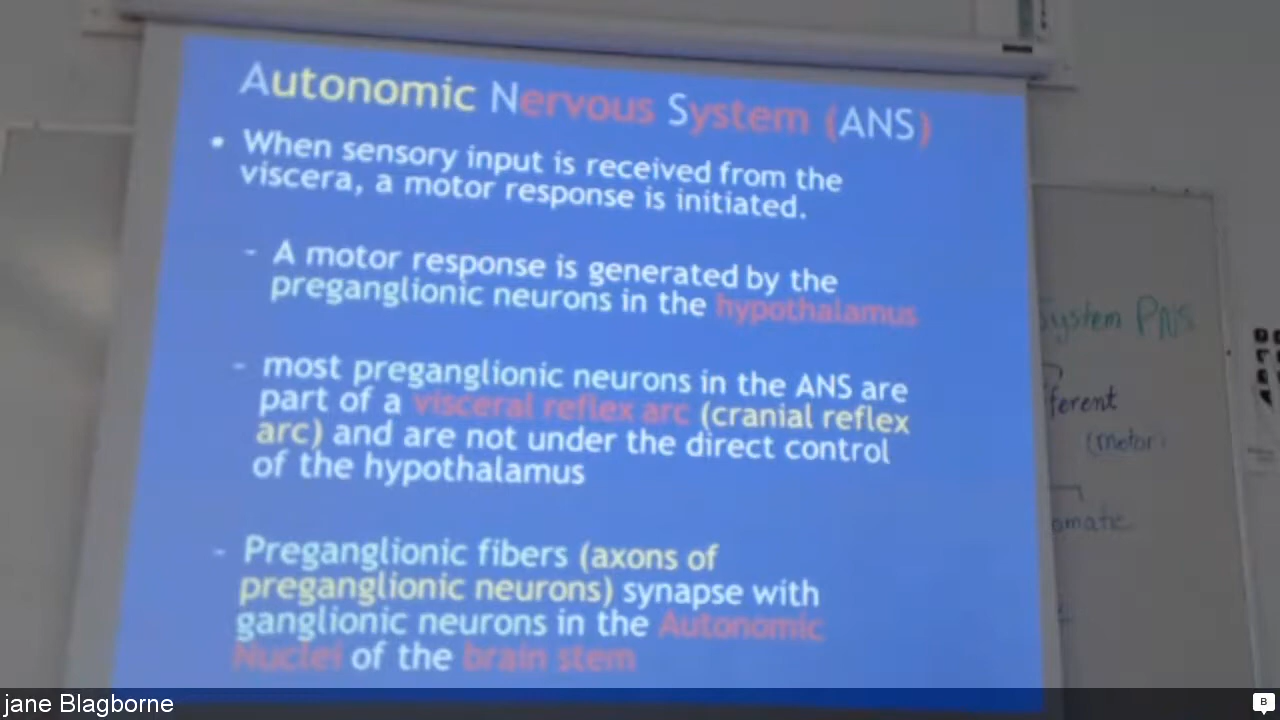 Autonomic Nervous System (ANS)
• When sensory input is received from the
viscera, a motor response is initiated.
- A motor response is generated by the
preganglionic neurons in the hypothalamus
- most preganglionic neurons in the ANS are
part of a visceral reflex arc (cranial reflex
arc) and are not under the direct control
of the hypothalamus
- Preganglionic fibers (axons of
preganglionic neurons) synapse with
ganglionic neurons in the Autonomic
Nuclei of the brain stem
System PNS
ferent
(motor
omatic
jane Blagborne
B